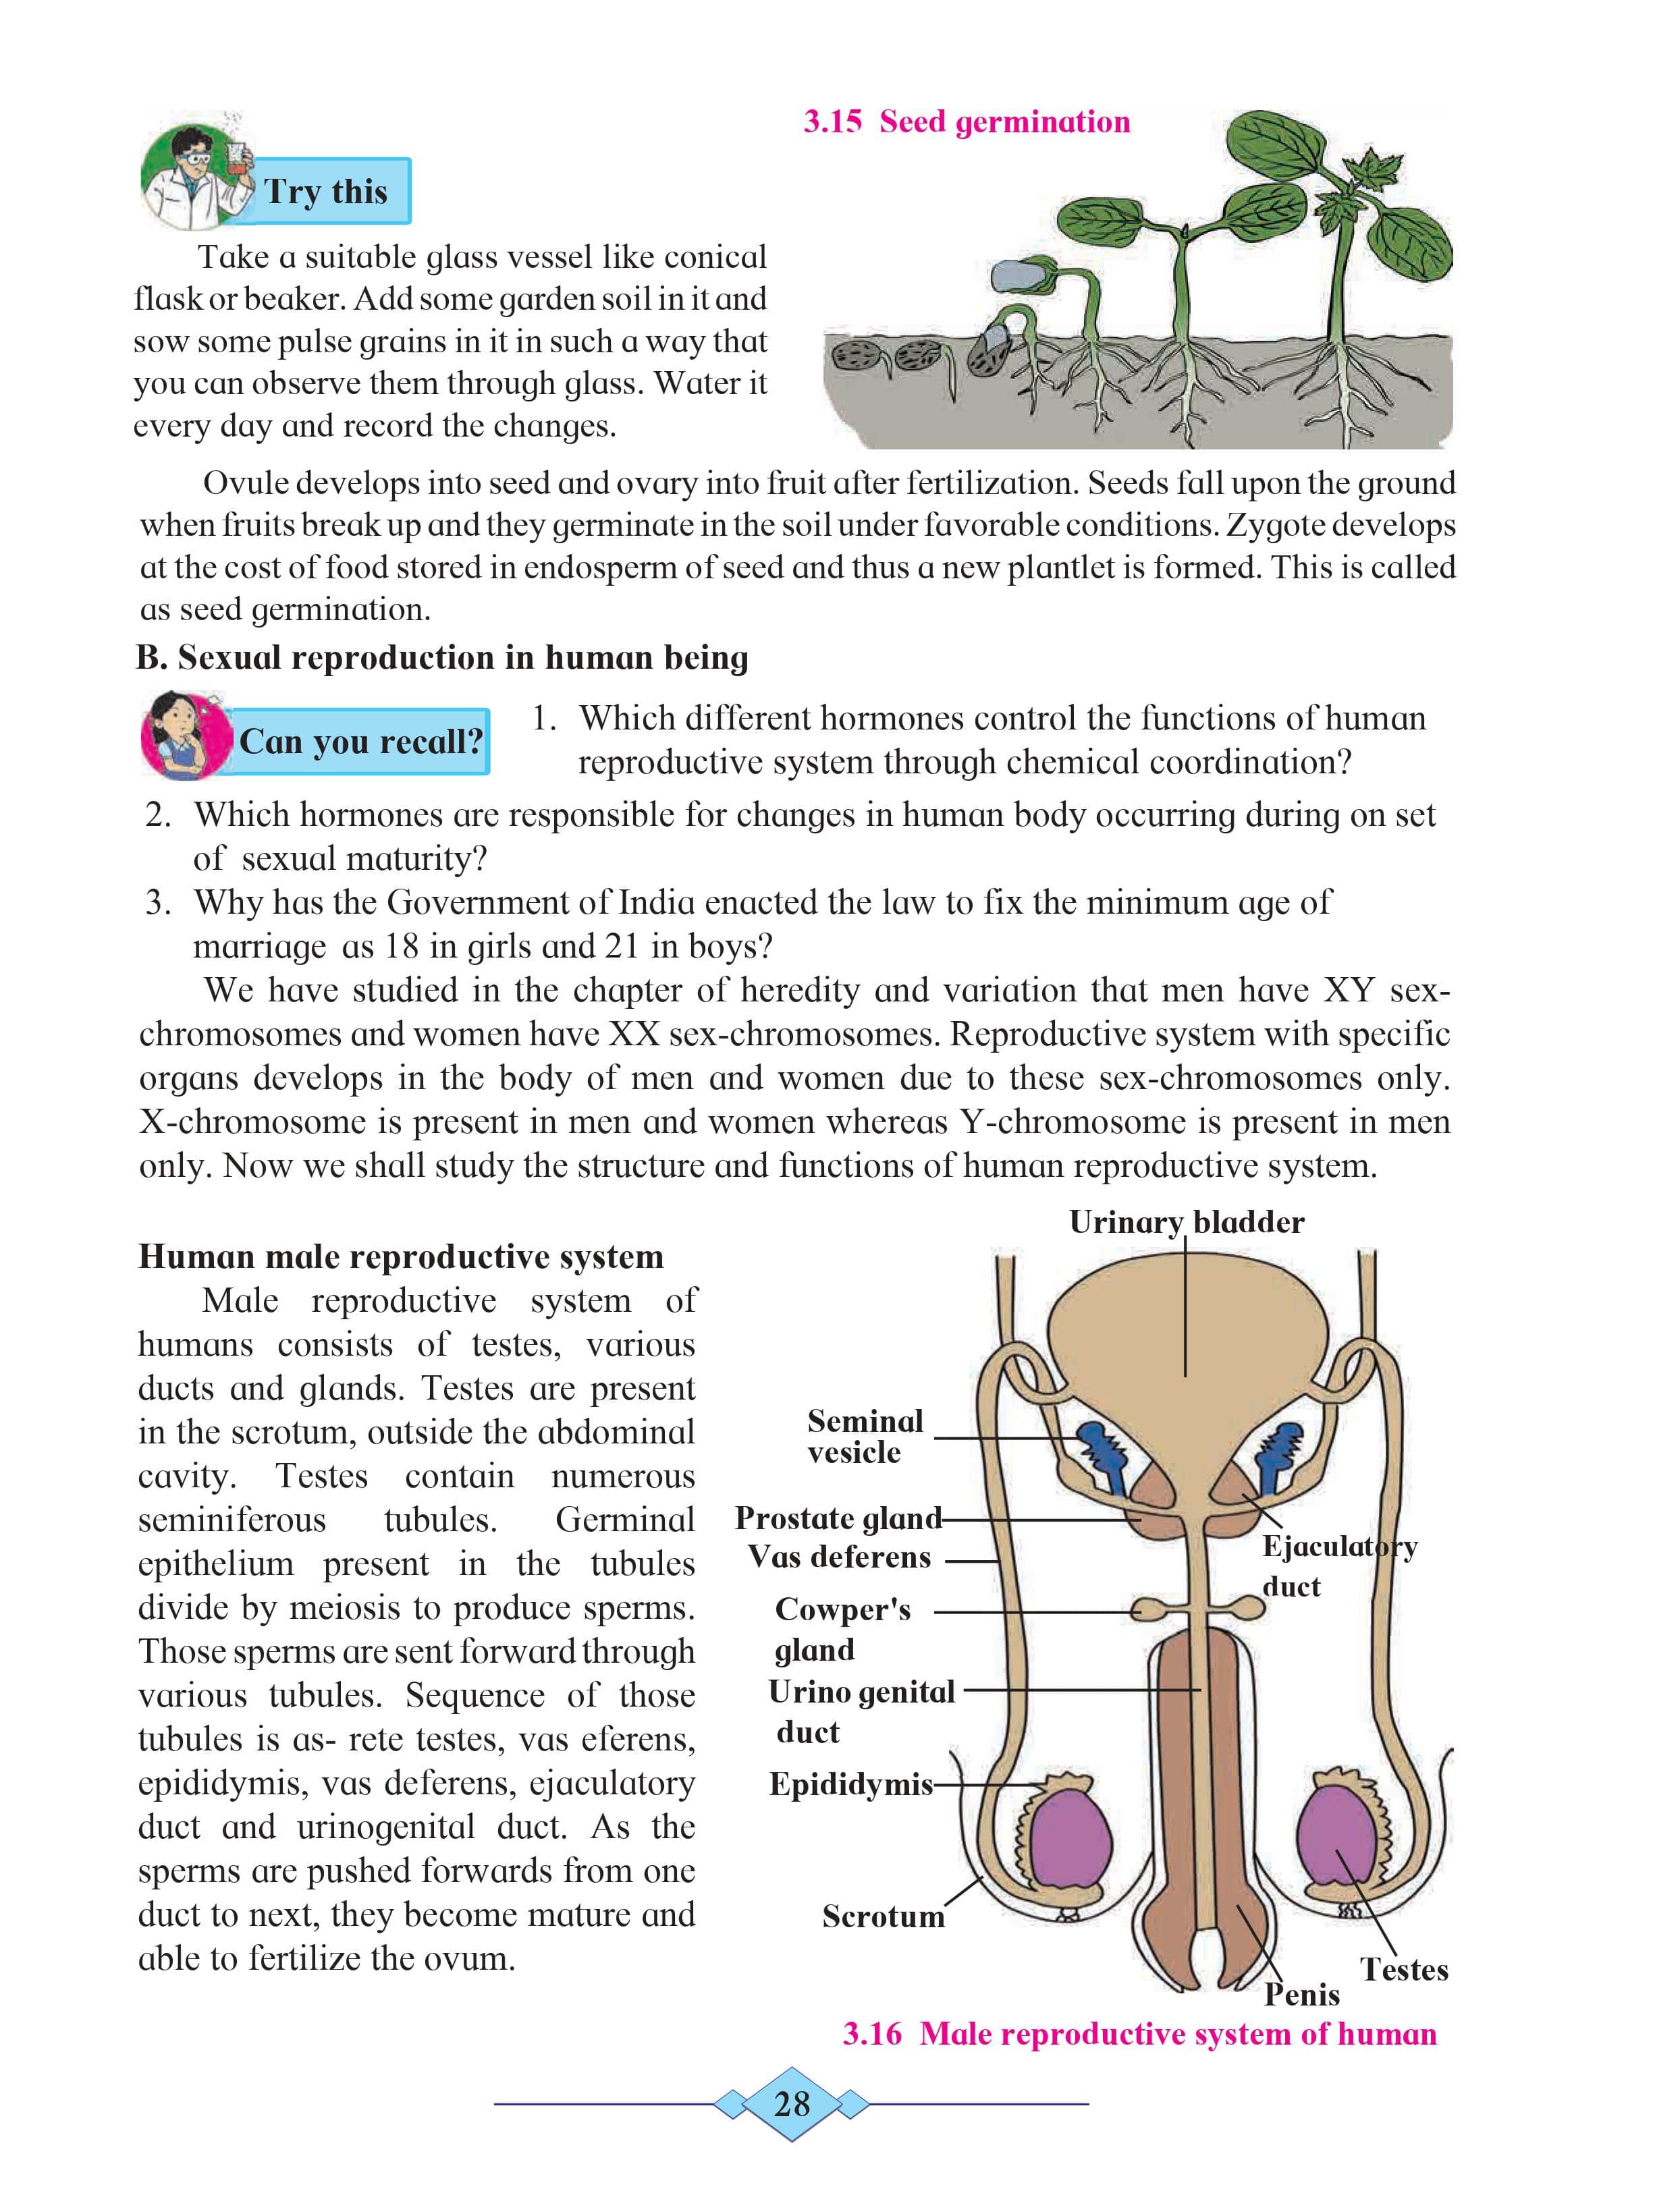 3.15 Seed germination
Try this
Take a suitable glass vessel like conical
flask or beaker. Add some garden soil in it and
sow some pulse grains in it in such a way that
you can observe them through glass. Water it
every day and record the changes.
Ovule develops into seed and ovary into fruit after fertilization. Seeds fall upon the ground
when fruits break up and they germinate in the soil under favorable conditions. Zygote develops
at the cost of food stored in endosperm of seed and thus a new plantlet is formed. This is called
as seed germination.
B. Sexual reproduction in human being
Can you recall?
1. Which different hormones control the functions of human
reproductive system through chemical coordination?
2. Which hormones are responsible for changes in human body occurring during on set
of sexual maturity?
3. Why has the Government of India enacted the law to fix the minimum age of
marriage as 18 in girls and 21 in boys?
We have studied in the chapter of heredity and variation that men have XY sex-
chromosomes and women have XX sex-chromosomes. Reproductive system with specific
organs develops in the body of men and women due to these sex-chromosomes only.
X-chromosome is present in men and women whereas Y-chromosome is present in men
only. Now we shall study the structure and functions of human reproductive system.
Human male reproductive system
Male reproductive system of
humans consists of testes, various
ducts and glands. Testes are present
in the scrotum, outside the abdominal
cavity. Testes contain numerous
seminiferous tubules. Germinal
epithelium present in the tubules
divide by meiosis to produce sperms.
Those sperms are sent forward through
various tubules. Sequence of those
tubules is as- rete testes, vas eferens,
epididymis, vas deferens, ejaculatory
duct and urinogenital duct. As the
sperms are pushed forwards from one
duct to next, they become mature and
able to fertilize the ovum.
Urinary bladder
Seminal
vesicle
Prostate gland
Vas deferens
Ejaculatory
duct
Cowper's
gland
Urino genital
duct
Epididymis
Scrotum
Testes
Penis
3.16 Male reproductive system of human
28